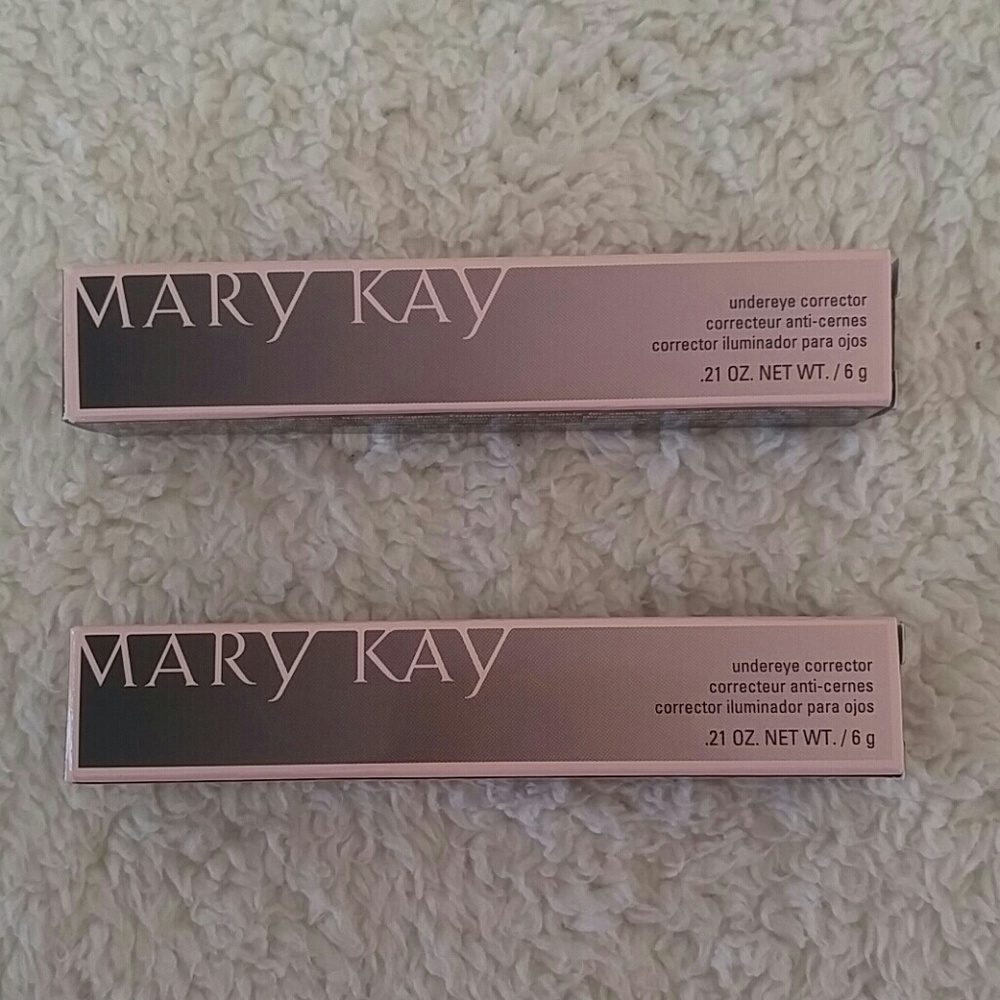 MARY KAY
undereye corrector
correcteur anti-cernes
corrector iluminador para ojos
.21 OZ. NET WT. / 6 g
MARY KAY
undereye corrector
correcteur anti-cernes
corrector iluminador para ojos
.21 OZ. NET WT. / 6 g